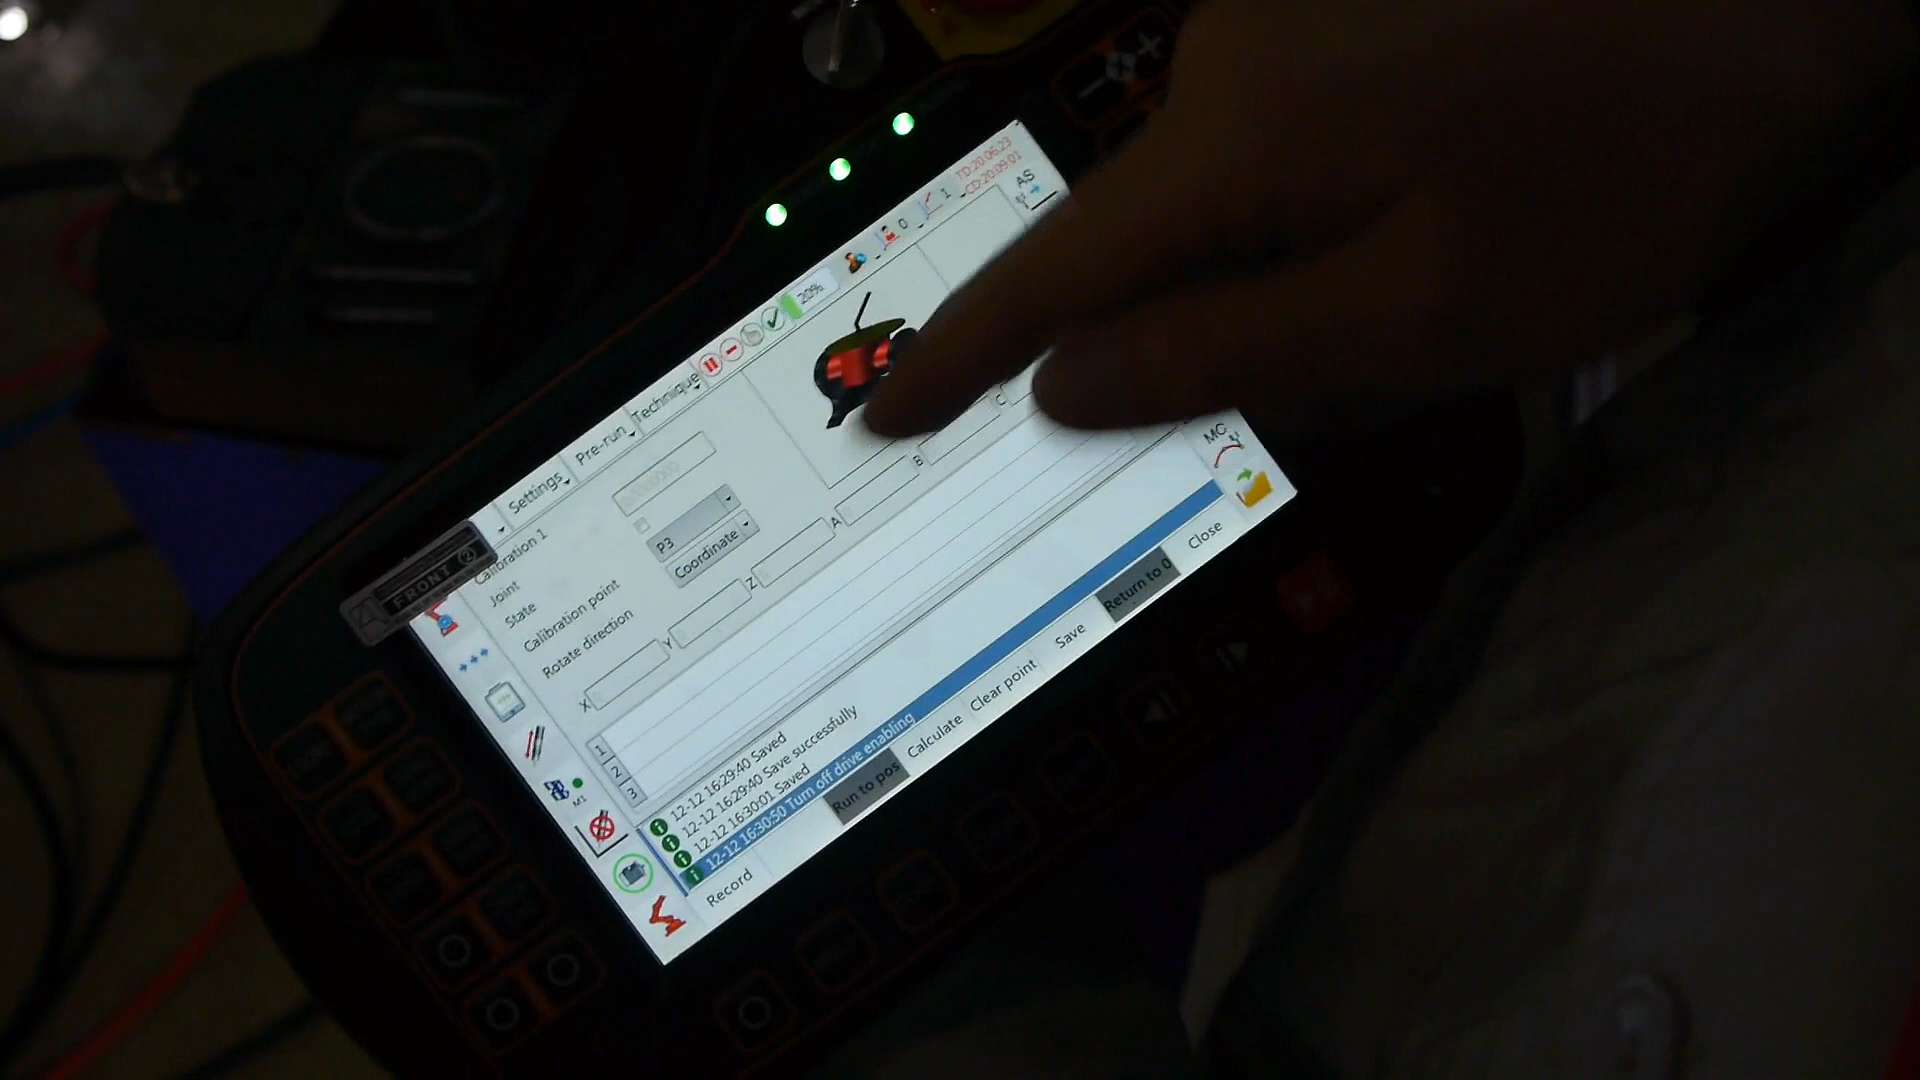 TD:20.06.23
CD:20.09.01
Settings
Pre-run
Technique
20%
0
1
AS
Calibration 1
Joint
State
Calibration point
P3
Rotate direction
Coordinate
X
Y
Z
A
B
C
1
2
3
MC
M1
12-12 16:29:40 Saved
12-12 16:29:40 Save successfully
12-12 16:30:01 Saved
12-12 16:30:50 Turn off drive enabling
Record
Run to pos
Calculate
Clear point
Save
Return to 0
Close
FRONT 2